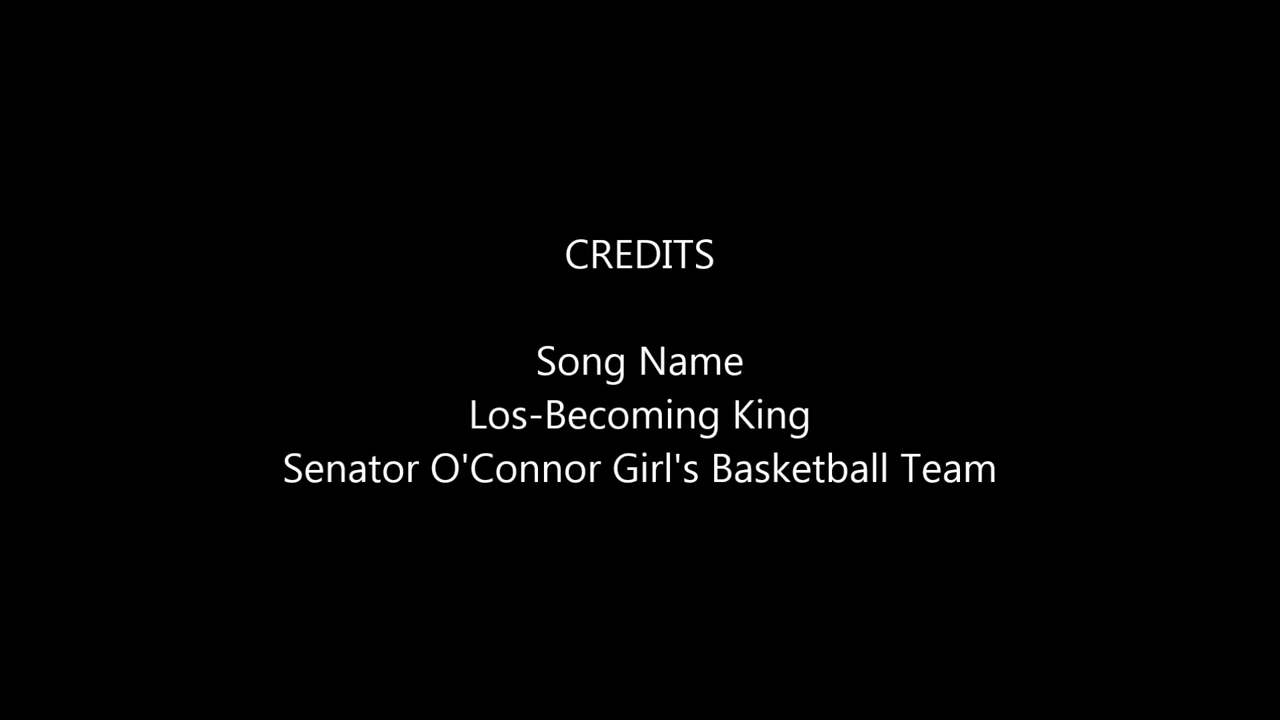 CREDITS
Song Name
Los-Becoming King
Senator O'Connor Girl's Basketball Team